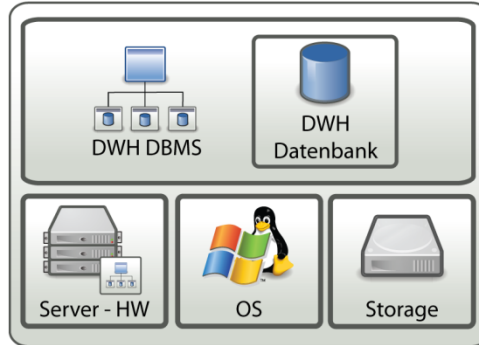 DWH DBMS
DWH
Datenbank
Server - HW
OS
Storage